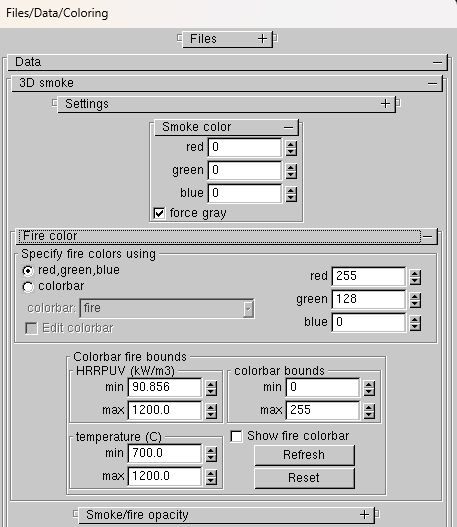 Files/Data/Coloring
Files +
Data −
3D smoke −
Settings +
Smoke color −
red 0
green 0
blue 0
force gray
Fire color −
Specify fire colors using
red,green,blue
colorbar
colorbar: fire
Edit colorbar
red 255
green 128
blue 0
Colorbar fire bounds
HRRPUV (kW/m3)
min 90.856
max 1200.0
colorbar bounds
min 0
max 255
temperature (C)
min 700.0
max 1200.0
Show fire colorbar
Refresh
Reset
Smoke/fire opacity +